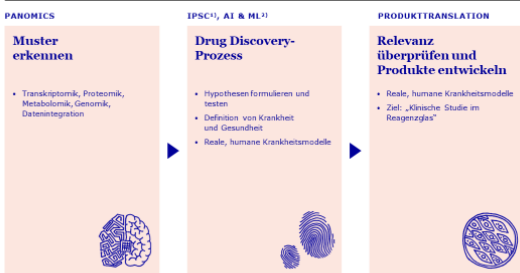 PANOMICS
Muster
erkennen
• Transkriptomik, Proteomik,
Metabolomik, Genomik,
Datenintegration
IPSC¹⁾, AI & ML²⁾
Drug Discovery-
Prozess
• Hypothesen formulieren und
testen
• Definition von Krankheit
und Gesundheit
• Reale, humane Krankheitsmodelle
PRODUKTTRANSLATION
Relevanz
überprüfen und
Produkte entwickeln
• Reale, humane Krankheitsmodelle
• Ziel: „Klinische Studie im
Reagenzglas"